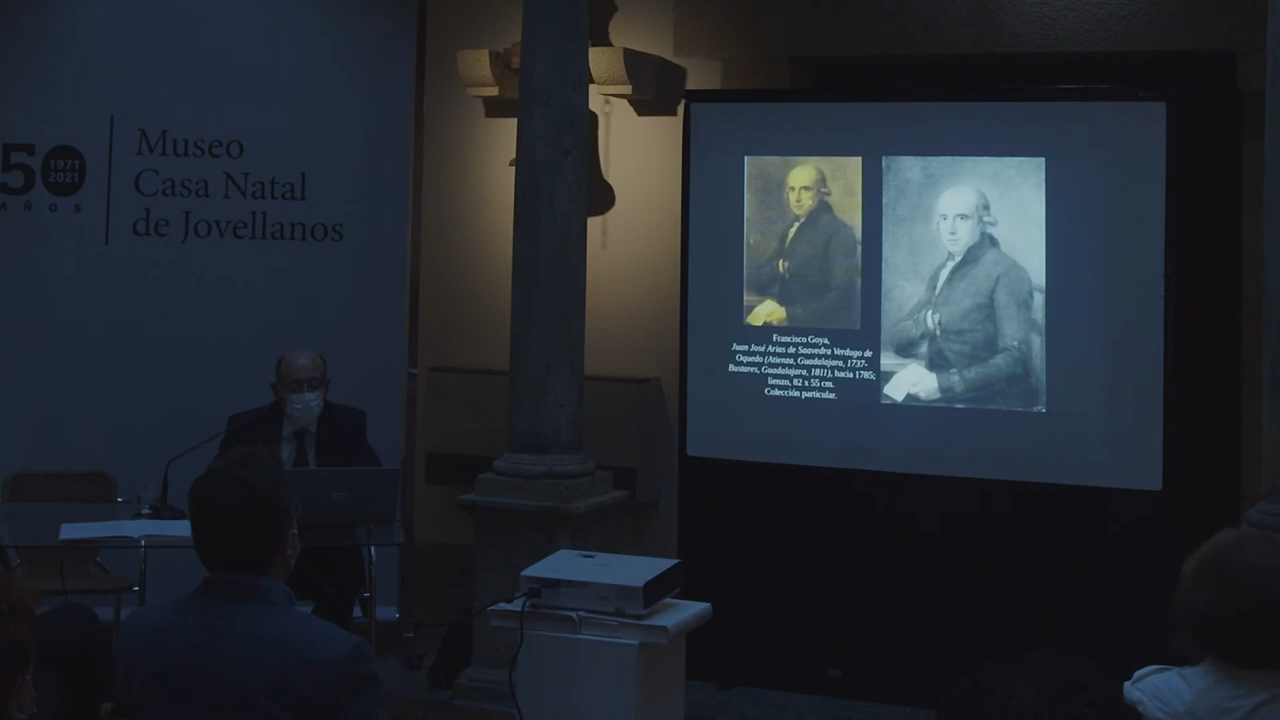 50
1971
2021
AÑOS
Museo
Casa Natal
de Jovellanos
Francisco Goya,
Juan José Arias de Saavedra Verdugo de
Oquedo (Atienza, Guadalajara, 1737-
Bustares, Guadalajara, 1811), hacia 1785;
lienzo, 82 x 55 cm.
Colección particular.